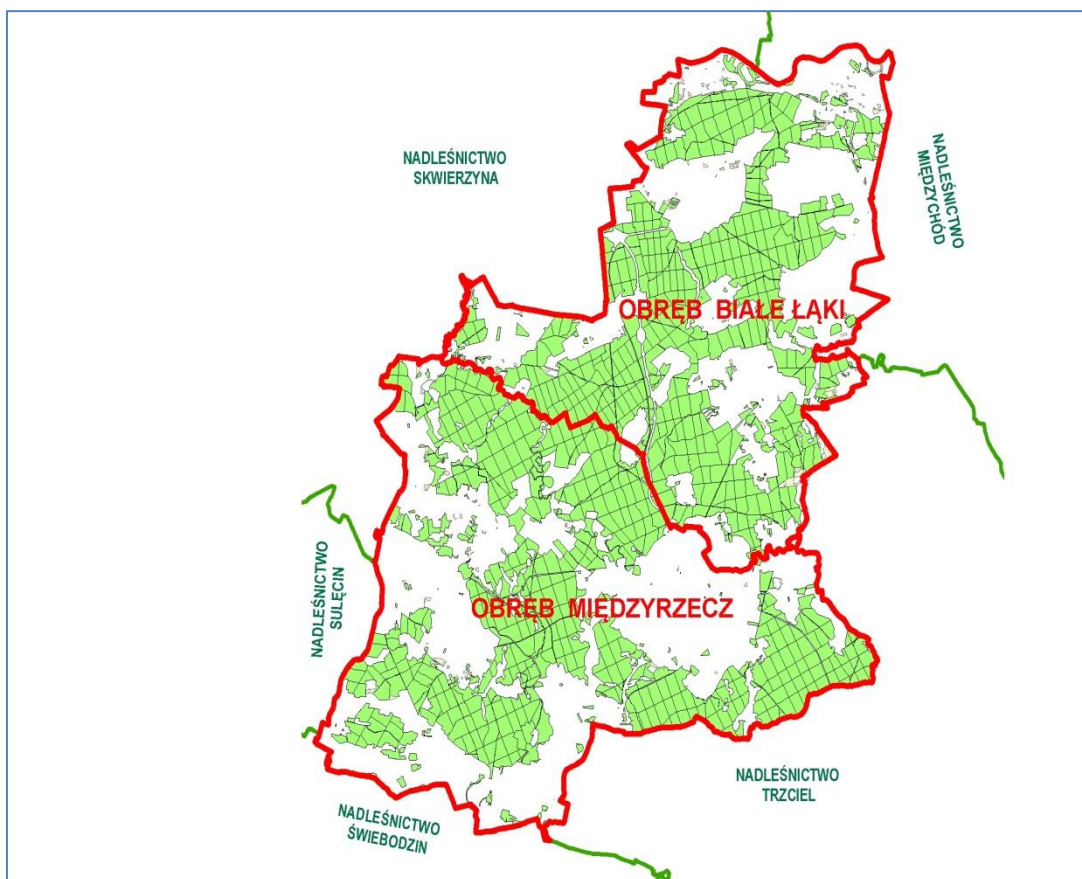 NADLEŚNICTWO
SKWIERZYNA
NADLEŚNICTWO
MIĘDZYCHÓD
OBRĘB BIAŁE ŁĄKI
NADLEŚNICTWO
SULĘCIN
OBRĘB MIĘDZYRZECZ
NADLEŚNICTWO
TRZCIEL
NADLEŚNICTWO
ŚWIEBODZIN